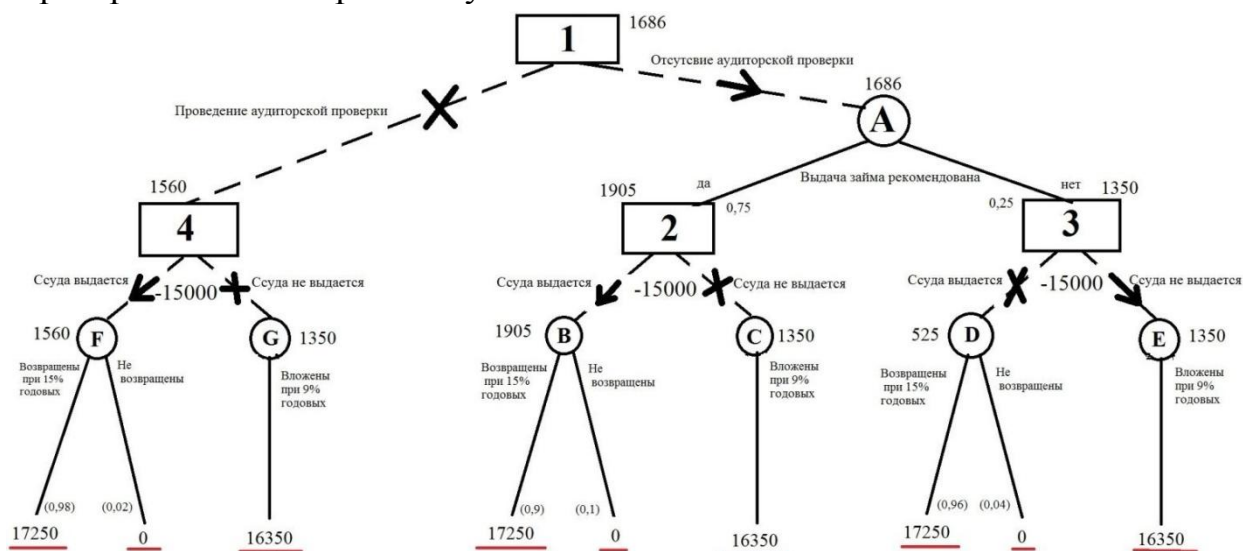 1
1686
Отсутсвие аудиторской проверки
Проведение аудиторской проверки
1686
A
Выдача займа рекомендована
да
0,75
нет
0,25
1560
4
1905
2
1350
3
Ссуда выдается
-15000
Ссуда не выдается
Ссуда выдается
-15000
Ссуда не выдается
Ссуда выдается
-15000
Ссуда не выдается
1560
F
G
1350
1905
B
C
1350
525
D
E
1350
Возвращены
при 15%
годовых
Не
возвращены
Вложены
при 9%
годовых
Возвращены
при 15%
годовых
Не
возвращены
Вложены
при 9%
годовых
Возвращены
при 15%
годовых
Не
возвращены
Вложены
при 9%
годовых
(0,98)
(0,02)
(0,9)
(0,1)
(0,96)
(0,04)
17250
0
16350
17250
0
16350
17250
0
16350